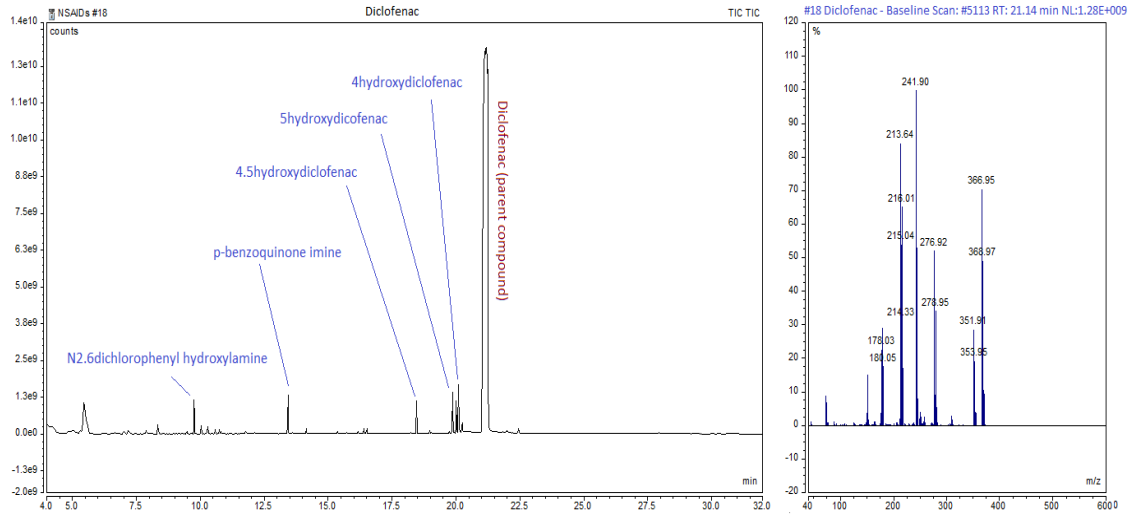 NSAIDs #18
Diclofenac
TIC TIC
counts
1.4e10
1.3e10
1.1e10
1.0e10
8.8e9
7.5e9
6.3e9
5.0e9
3.8e9
2.5e9
1.3e9
0.0e0
-1.3e9
-2.0e9
4hydroxydiclofenac
5hydroxydicofenac
4.5hydroxydiclofenac
p-benzoquinone imine
N2.6dichlorophenyl hydroxylamine
Diclofenac (parent compound)
min
4.0 7.5 10.0 12.5 15.0 17.5 20.0 22.5 25.0 27.5 30.0 32.0
#18 Diclofenac - Baseline Scan: #5113 RT: 21.14 min NL:1.28E+009
%
120
110
100
90
80
70
60
50
40
30
20
10
0
-10
-20
241.90
213.64
366.95
216.01
215.04
276.92
368.97
214.33
278.95
178.03
180.05
351.91
353.95
m/z
40 100 200 300 400 500 600